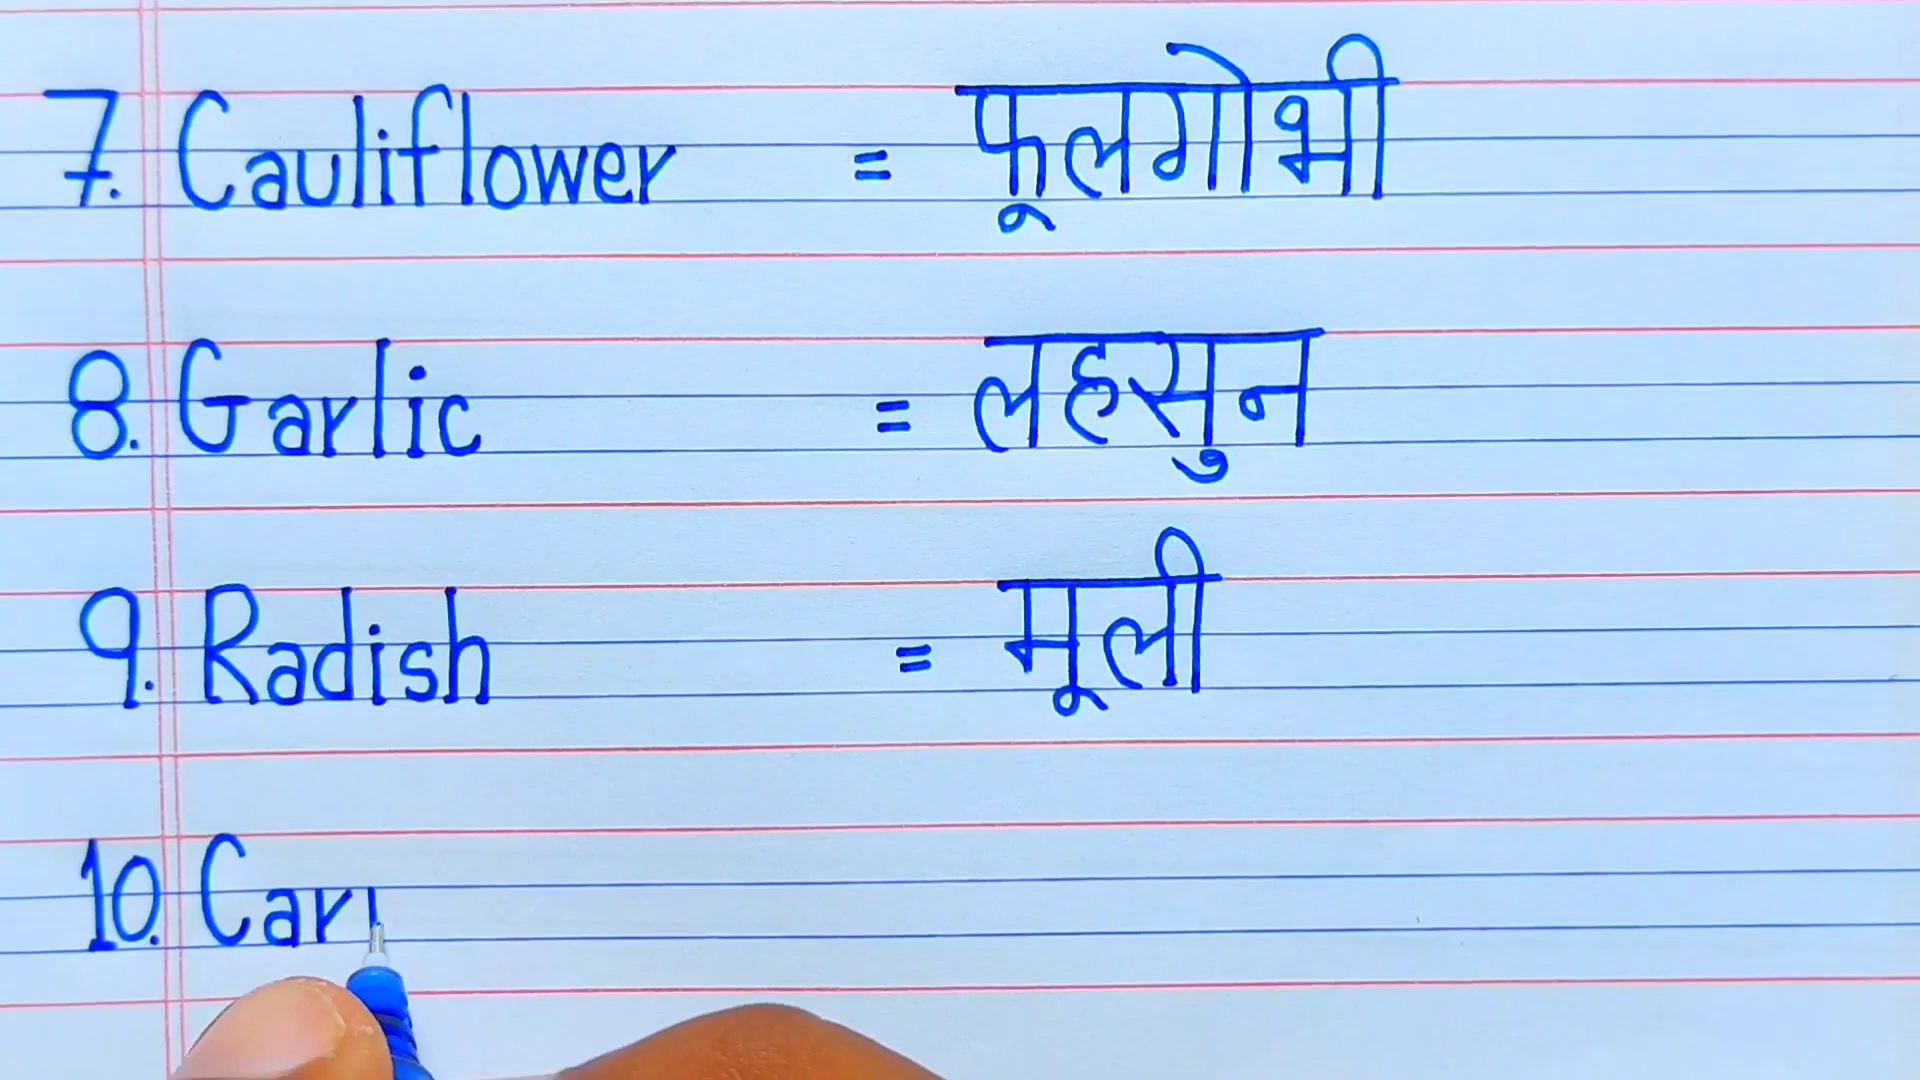 7. Cauliflower = फूलगोभी
8. Garlic = लहसुन
9. Radish = मूली
10. Car